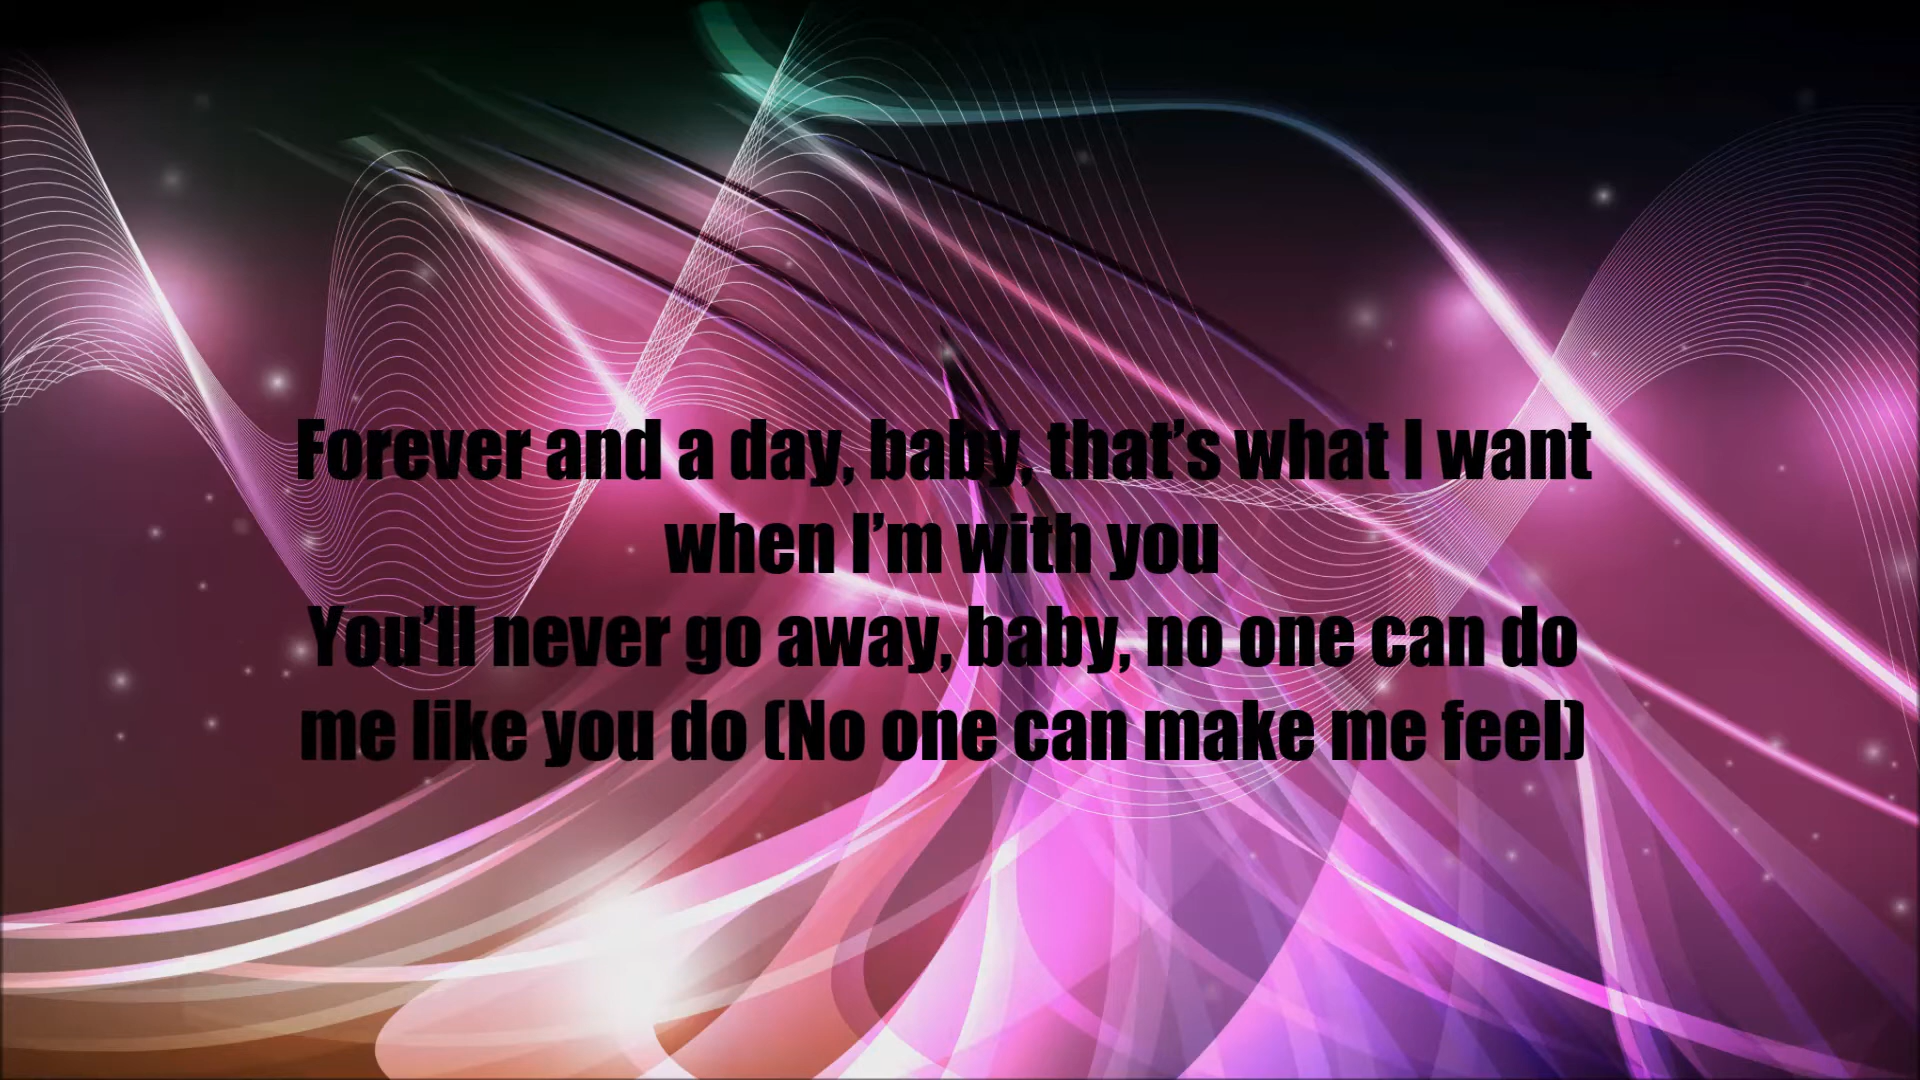 Forever and a day, baby, that’s what I want
when I’m with you
You’ll never go away, baby, no one can do
me like you do (No one can make me feel)